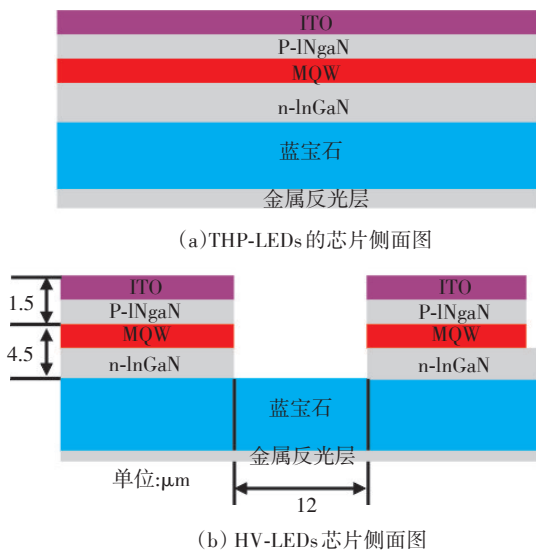 ITO
P-lNgaN
MQW
n-lnGaN
蓝宝石
金属反光层
(a)THP-LEDs的芯片侧面图
ITO
ITO
1.5
P-lNgaN
P-lNgaN
MQW
MQW
4.5
n-lnGaN
n-lnGaN
蓝宝石
金属反光层
单位:μm
12
(b) HV-LEDs芯片侧面图